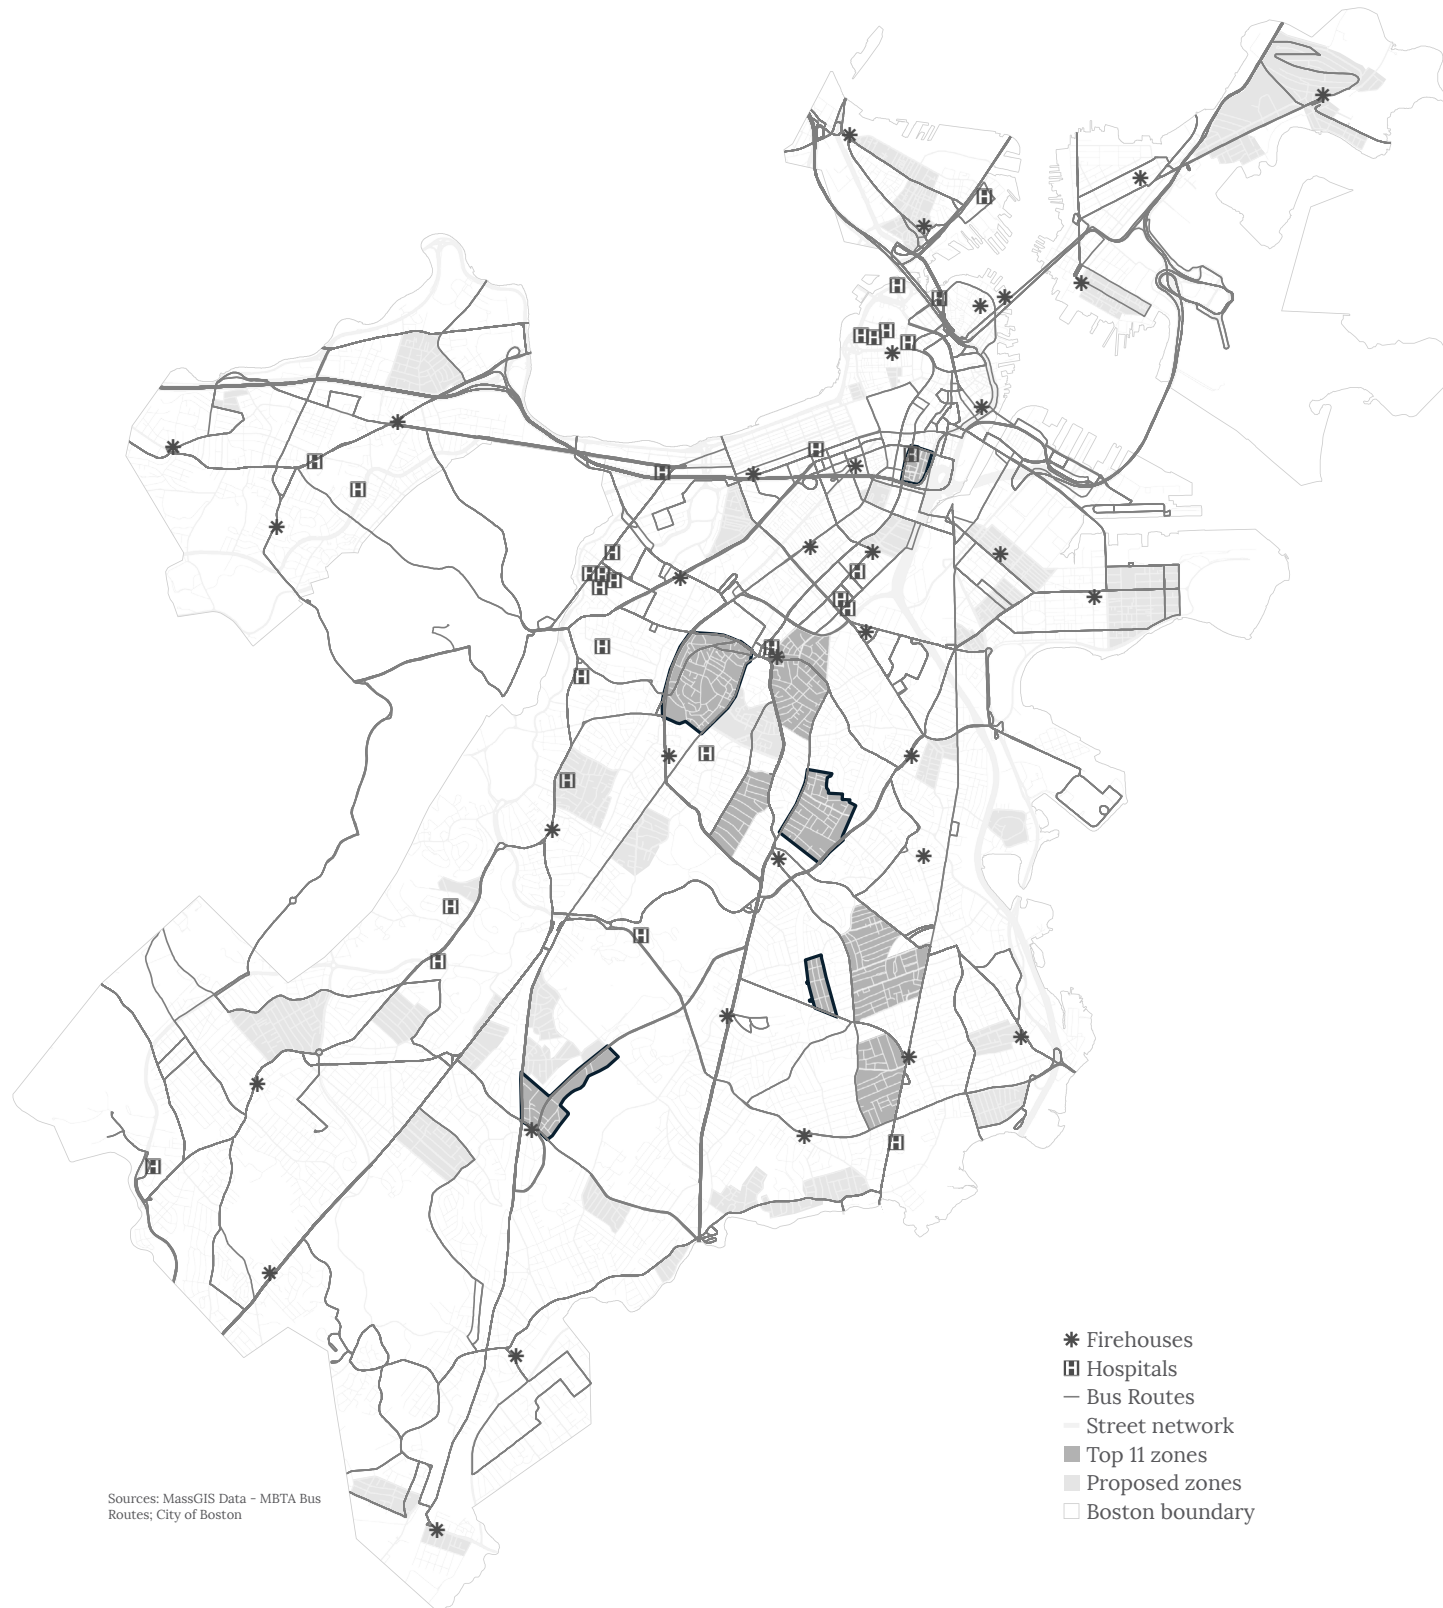 Firehouses
Hospitals
Bus Routes
Street network
Top 11 zones
Proposed zones
Boston boundary
Sources: MassGIS Data - MBTA Bus
Routes; City of Boston